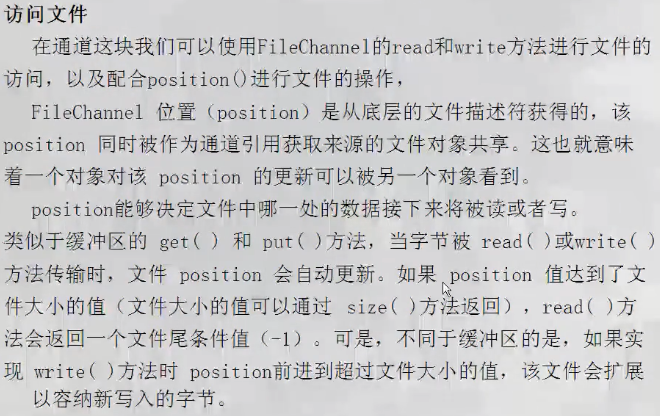 访问文件
在通道这块我们可以使用FileChannel的read和write方法进行文件的
访问，以及配合position()进行文件的操作，
FileChannel 位置（position）是从底层的文件描述符获得的，该
position 同时被作为通道引用获取来源的文件对象共享。这也就意味
着一个对象对该 position 的更新可以被另一个对象看到。
position能够决定文件中哪一处的数据接下来将被读或者写。
类似于缓冲区的 get( ) 和 put( )方法，当字节被 read( )或write( )
方法传输时，文件 position 会自动更新。如果 position 值达到了文
件大小的值（文件大小的值可以通过 size( )方法返回），read( )方
法会返回一个文件尾条件值（-1）。可是，不同于缓冲区的是，如果实
现 write( )方法时 position前进到超过文件大小的值，该文件会扩展
以容纳新写入的字节。